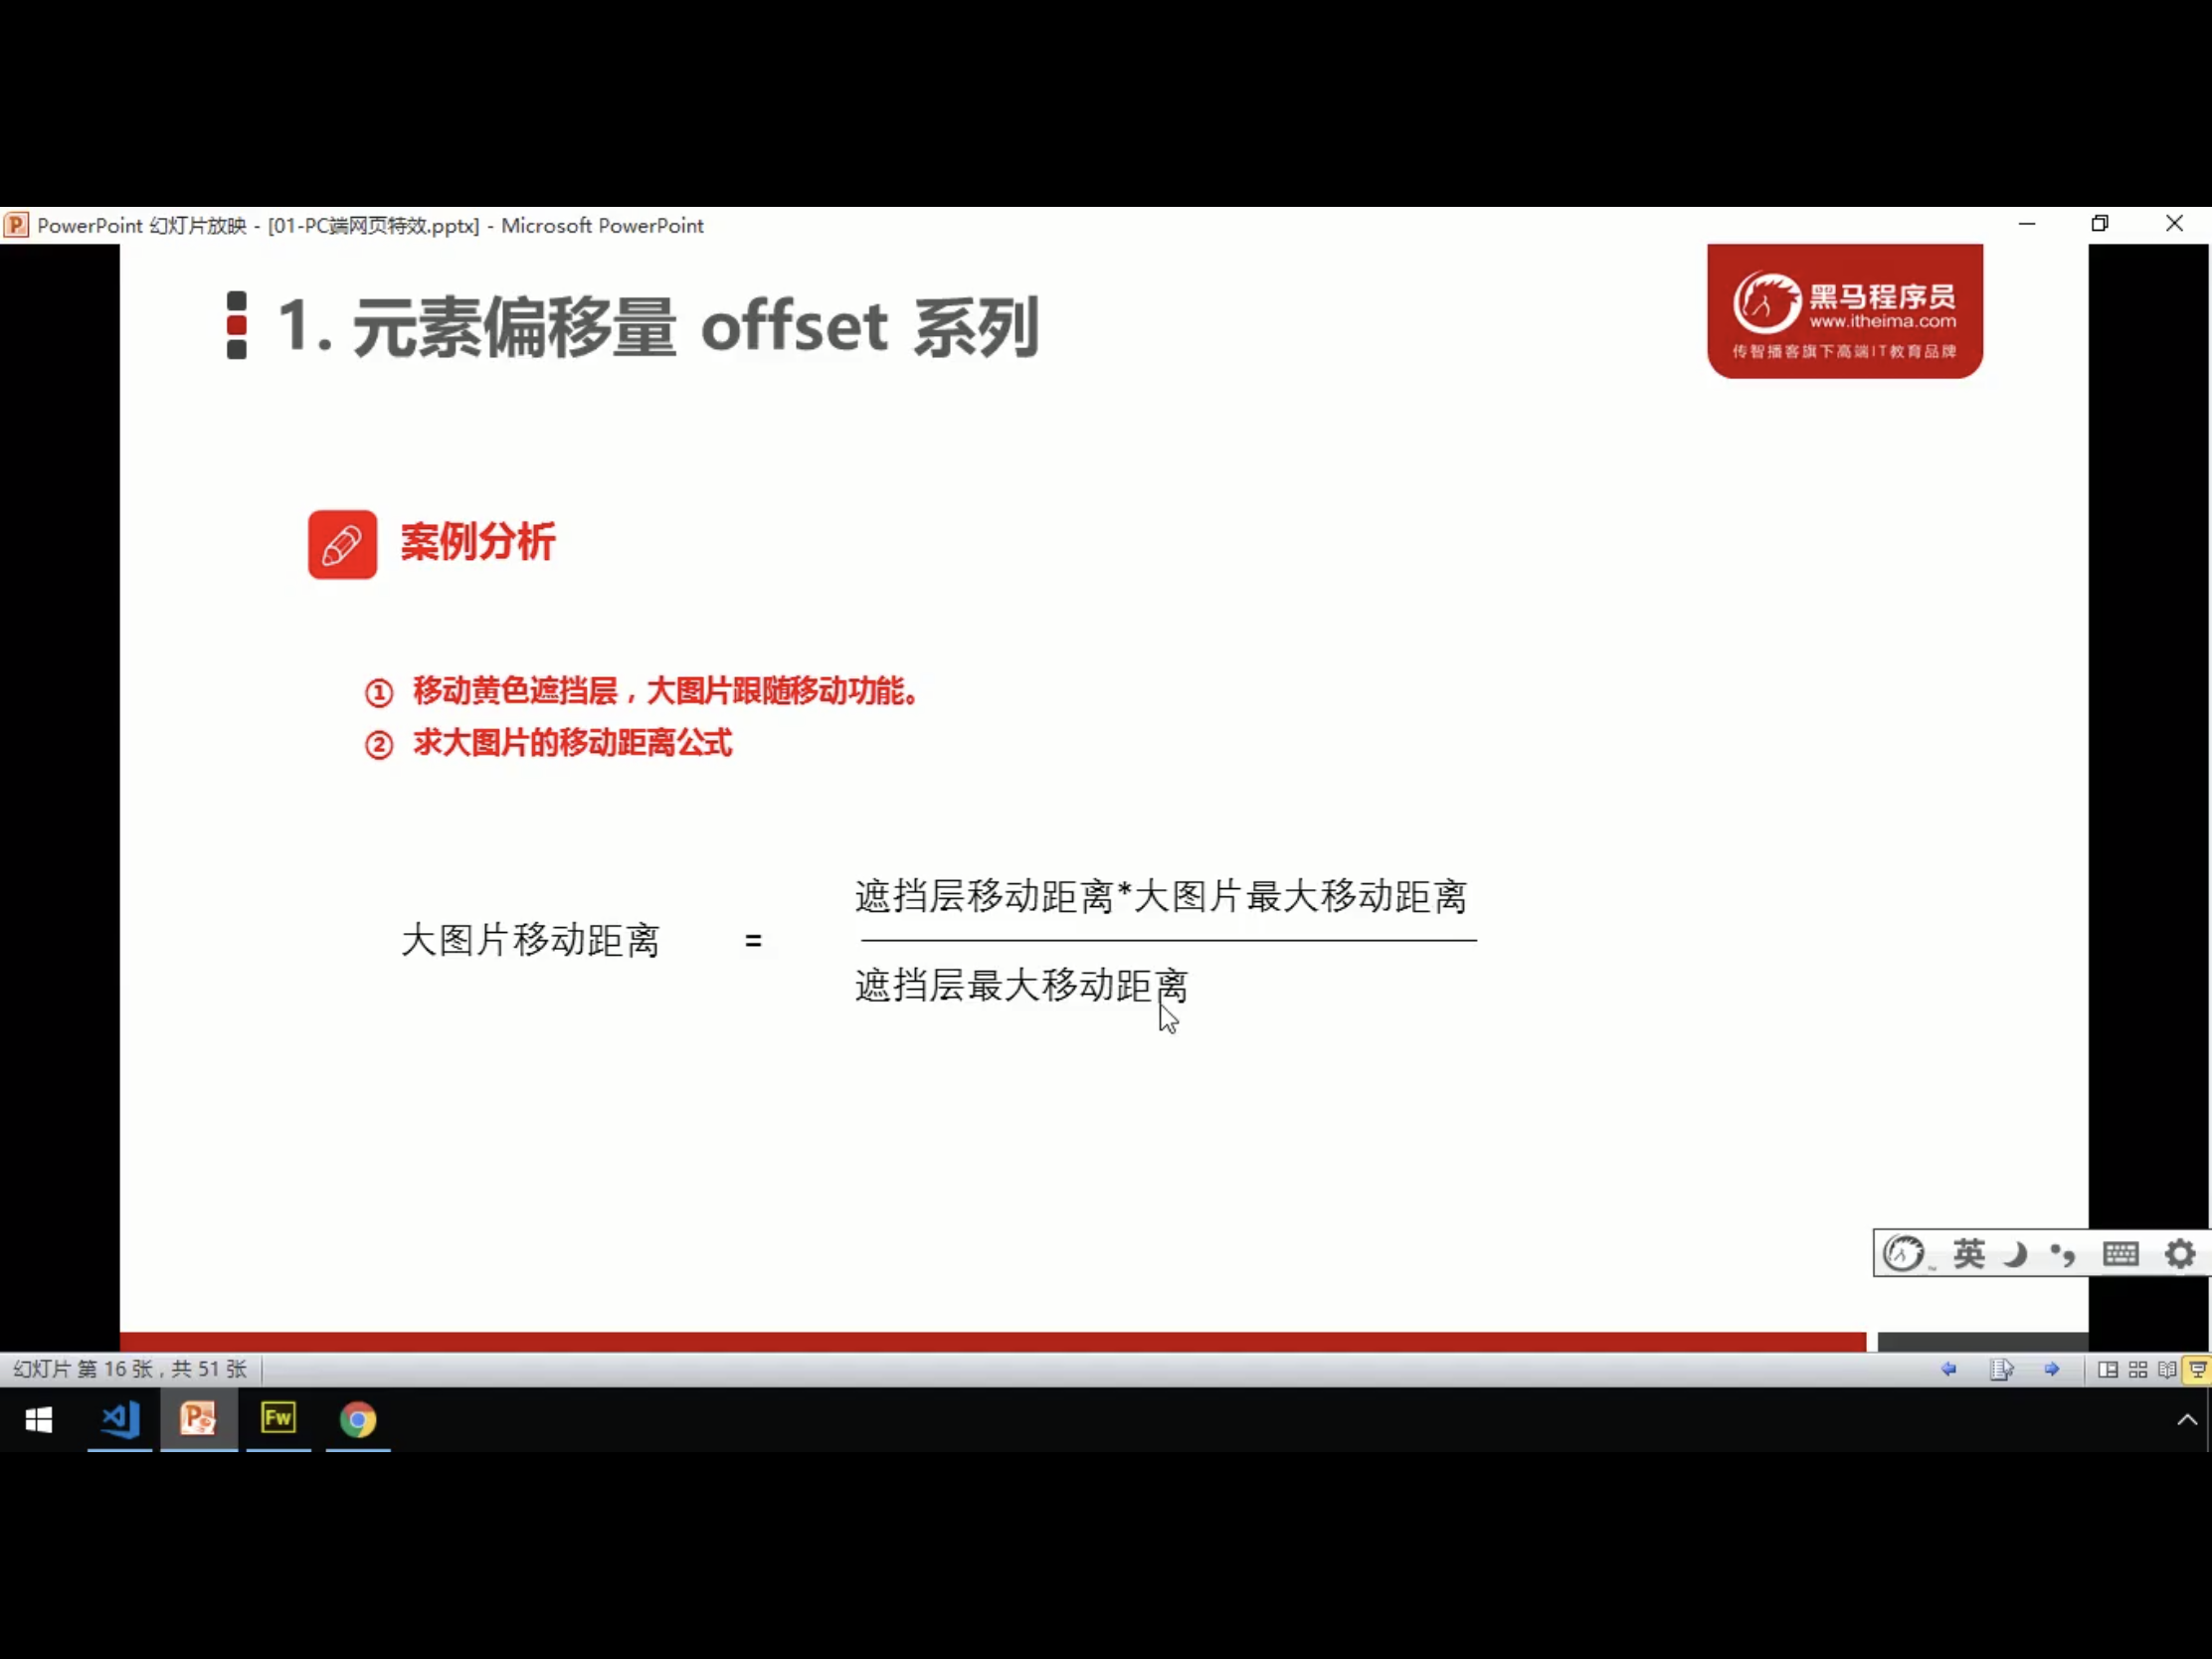 PowerPoint 幻灯片放映 - [01-PC端网页特效.pptx] - Microsoft PowerPoint
1. 元素偏移量 offset 系列
黑马程序员
www.itheima.com
传智播客旗下高端IT教育品牌
案例分析
① 移动黄色遮挡层，大图片跟随移动功能。
② 求大图片的移动距离公式
遮挡层移动距离*大图片最大移动距离
大图片移动距离 =
遮挡层最大移动距离
英
幻灯片 第 16 张，共 51 张
Fw